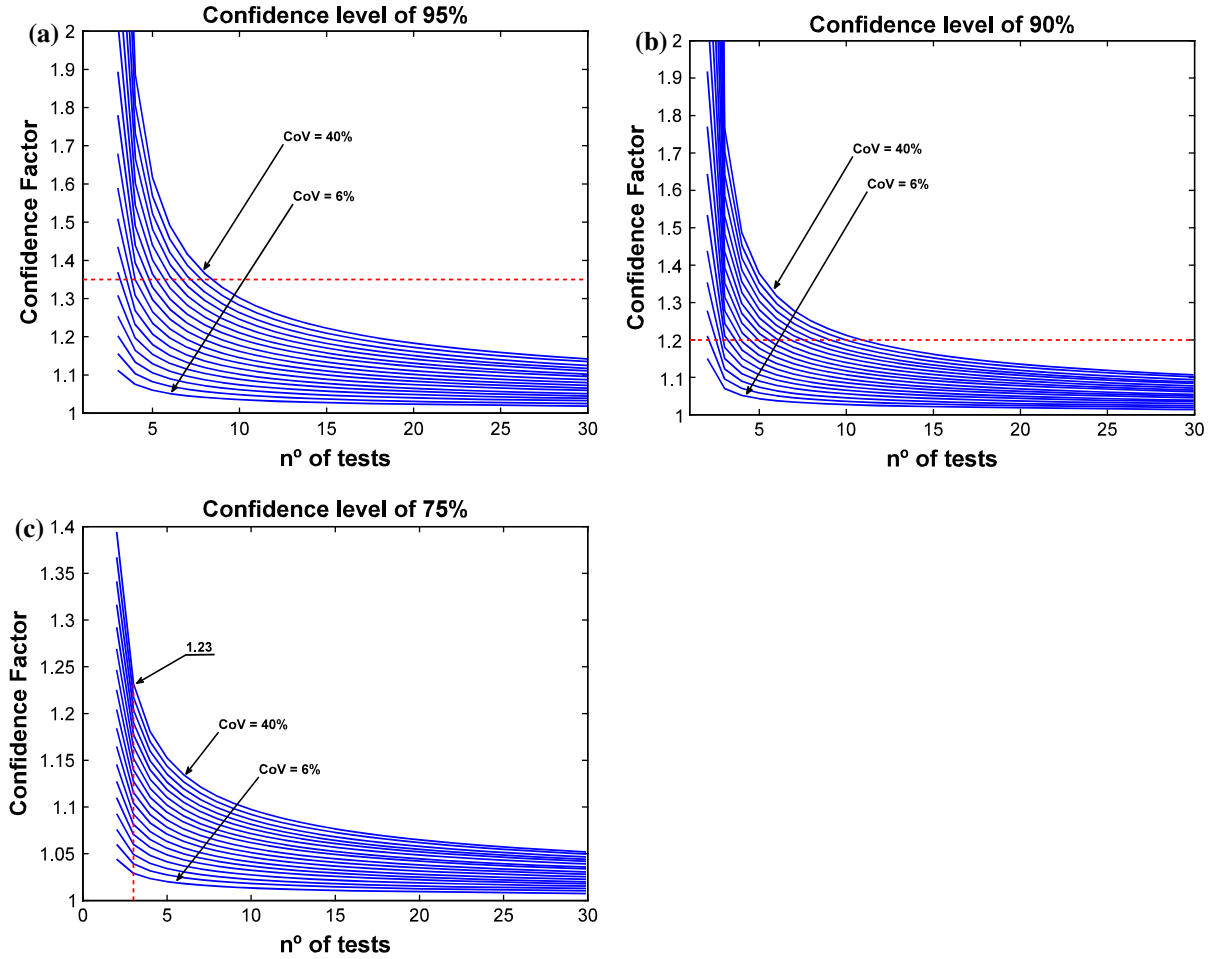 (a)
Confidence level of 95%
Confidence Factor
2
1.9
1.8
1.7
1.6
1.5
1.4
1.3
1.2
1.1
1
CoV = 40%
CoV = 6%
5
10
15
20
25
30
nº of tests
(b)
Confidence level of 90%
Confidence Factor
2
1.9
1.8
1.7
1.6
1.5
1.4
1.3
1.2
1.1
1
CoV = 40%
CoV = 6%
5
10
15
20
25
30
nº of tests
(c)
Confidence level of 75%
Confidence Factor
1.4
1.35
1.3
1.25
1.2
1.15
1.1
1.05
1
1.23
CoV = 40%
CoV = 6%
0
5
10
15
20
25
30
nº of tests